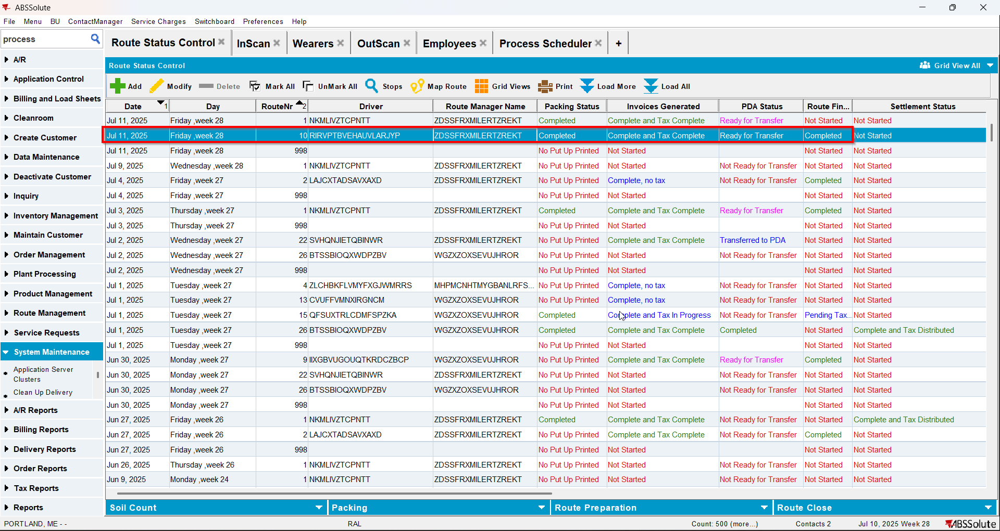 ABSSolute
File Menu BU ContactManager Service Charges Switchboard Preferences Help
process
Route Status Control InScan Wearers OutScan Employees Process Scheduler +
Route Status Control Grid View All
Add Modify Delete Mark All UnMark All Stops Map Route Grid Views Print Load More Load All
A/R
Application Control
Billing and Load Sheets
Cleanroom
Create Customer
Data Maintenance
Deactivate Customer
Inquiry
Inventory Management
Maintain Customer
Order Management
Plant Processing
Product Management
Route Management
Service Requests
System Maintenance
Application Server
Clusters
Clean Up Delivery
A/R Reports
Billing Reports
Delivery Reports
Order Reports
Tax Reports
Reports
Date 1 Day RouteNr 2 Driver Route Manager Name Packing Status Invoices Generated PDA Status Route Fin... Settlement Status
Jul 11, 2025 Friday ,week 28 1 NKMLIVZTCPNTT ZDSSFRXMILERTZREKT Completed Complete and Tax Complete Ready for Transfer Not Started Not Started
Jul 11, 2025 Friday ,week 28 10 RIRVPTBVEHAUVLARJYP ZDSSFRXMILERTZREKT Completed Complete and Tax Complete Ready for Transfer Completed Not Started
Jul 11, 2025 Friday ,week 28 998 No Put Up Printed Not Started Not Started Not Started
Jul 9, 2025 Wednesday ,week 28 1 NKMLIVZTCPNTT ZDSSFRXMILERTZREKT No Put Up Printed Not Started Not Ready for Transfer Not Started Not Started
Jul 4, 2025 Friday ,week 27 2 LAJCXTADSAVXAXD ZDSSFRXMILERTZREKT No Put Up Printed Complete, no tax Not Ready for Transfer Completed Not Started
Jul 4, 2025 Friday ,week 27 998 No Put Up Printed Not Started Not Started Not Started
Jul 3, 2025 Thursday ,week 27 1 NKMLIVZTCPNTT ZDSSFRXMILERTZREKT Completed Complete and Tax Complete Ready for Transfer Completed Not Started
Jul 3, 2025 Thursday ,week 27 998 No Put Up Printed Not Started Not Started Not Started
Jul 2, 2025 Wednesday ,week 27 22 SVHQNJIETQBINWR ZDSSFRXMILERTZREKT No Put Up Printed Complete and Tax Complete Transferred to PDA Not Started Not Started
Jul 2, 2025 Wednesday ,week 27 26 BTSSBIOQXWDPZBV WGZXZOXSEVUJHROR No Put Up Printed Not Started Not Ready for Transfer Not Started Not Started
Jul 2, 2025 Wednesday ,week 27 998 No Put Up Printed Not Started Not Started Not Started
Jul 1, 2025 Tuesday ,week 27 4 ZLCHBKFLVMYFXGJWMRRS MHPMCNHTMYGBANLRFS... No Put Up Printed Complete, no tax Not Ready for Transfer Not Started Not Started
Jul 1, 2025 Tuesday ,week 27 13 CVUFFVMNXIRGNCM WGZXZOXSEVUJHROR No Put Up Printed Complete, no tax Not Ready for Transfer Not Started Not Started
Jul 1, 2025 Tuesday ,week 27 15 QFSUXTRLCDMFSPZKA WGZXZOXSEVUJHROR Completed Complete and Tax In Progress Not Ready for Transfer Pending Tax... Not Started
Jul 1, 2025 Tuesday ,week 27 26 BTSSBIOQXWDPZBV WGZXZOXSEVUJHROR Completed Complete and Tax Complete Completed Not Started Complete and Tax Distributed
Jul 1, 2025 Tuesday ,week 27 998 No Put Up Printed Not Started Not Started Not Started
Jun 30, 2025 Monday ,week 27 9 IIXGBVUGOUQTKRDCZBCP WGZXZOXSEVUJHROR No Put Up Printed Complete and Tax Complete Ready for Transfer Completed Not Started
Jun 30, 2025 Monday ,week 27 22 SVHQNJIETQBINWR ZDSSFRXMILERTZREKT No Put Up Printed Not Started Not Ready for Transfer Not Started Not Started
Jun 30, 2025 Monday ,week 27 26 BTSSBIOQXWDPZBV WGZXZOXSEVUJHROR No Put Up Printed Not Started Not Ready for Transfer Not Started Not Started
Jun 30, 2025 Monday ,week 27 998 No Put Up Printed Not Started Not Started Not Started
Jun 27, 2025 Friday ,week 26 1 NKMLIVZTCPNTT ZDSSFRXMILERTZREKT Completed Complete and Tax Complete Not Ready for Transfer Not Started Complete and Tax Distributed
Jun 27, 2025 Friday ,week 26 2 LAJCXTADSAVXAXD ZDSSFRXMILERTZREKT No Put Up Printed Complete and Tax Complete Not Ready for Transfer Completed Not Started
Jun 27, 2025 Friday ,week 26 998 No Put Up Printed Not Started Not Started Not Started
Jun 26, 2025 Thursday ,week 26 1 NKMLIVZTCPNTT ZDSSFRXMILERTZREKT No Put Up Printed Not Started Not Ready for Transfer Not Started Not Started
Jun 9, 2025 Monday ,week 24 1 NKMLIVZTCPNTT ZDSSFRXMILERTZREKT No Put Up Printed Not Started Not Ready for Transfer Not Started Not Started
Soil Count Packing Route Preparation Route Close
PORTLAND, ME - - RAL Count: 500 (more...) Contacts 2 Jul 10, 2025 Week 28 ABSSolute